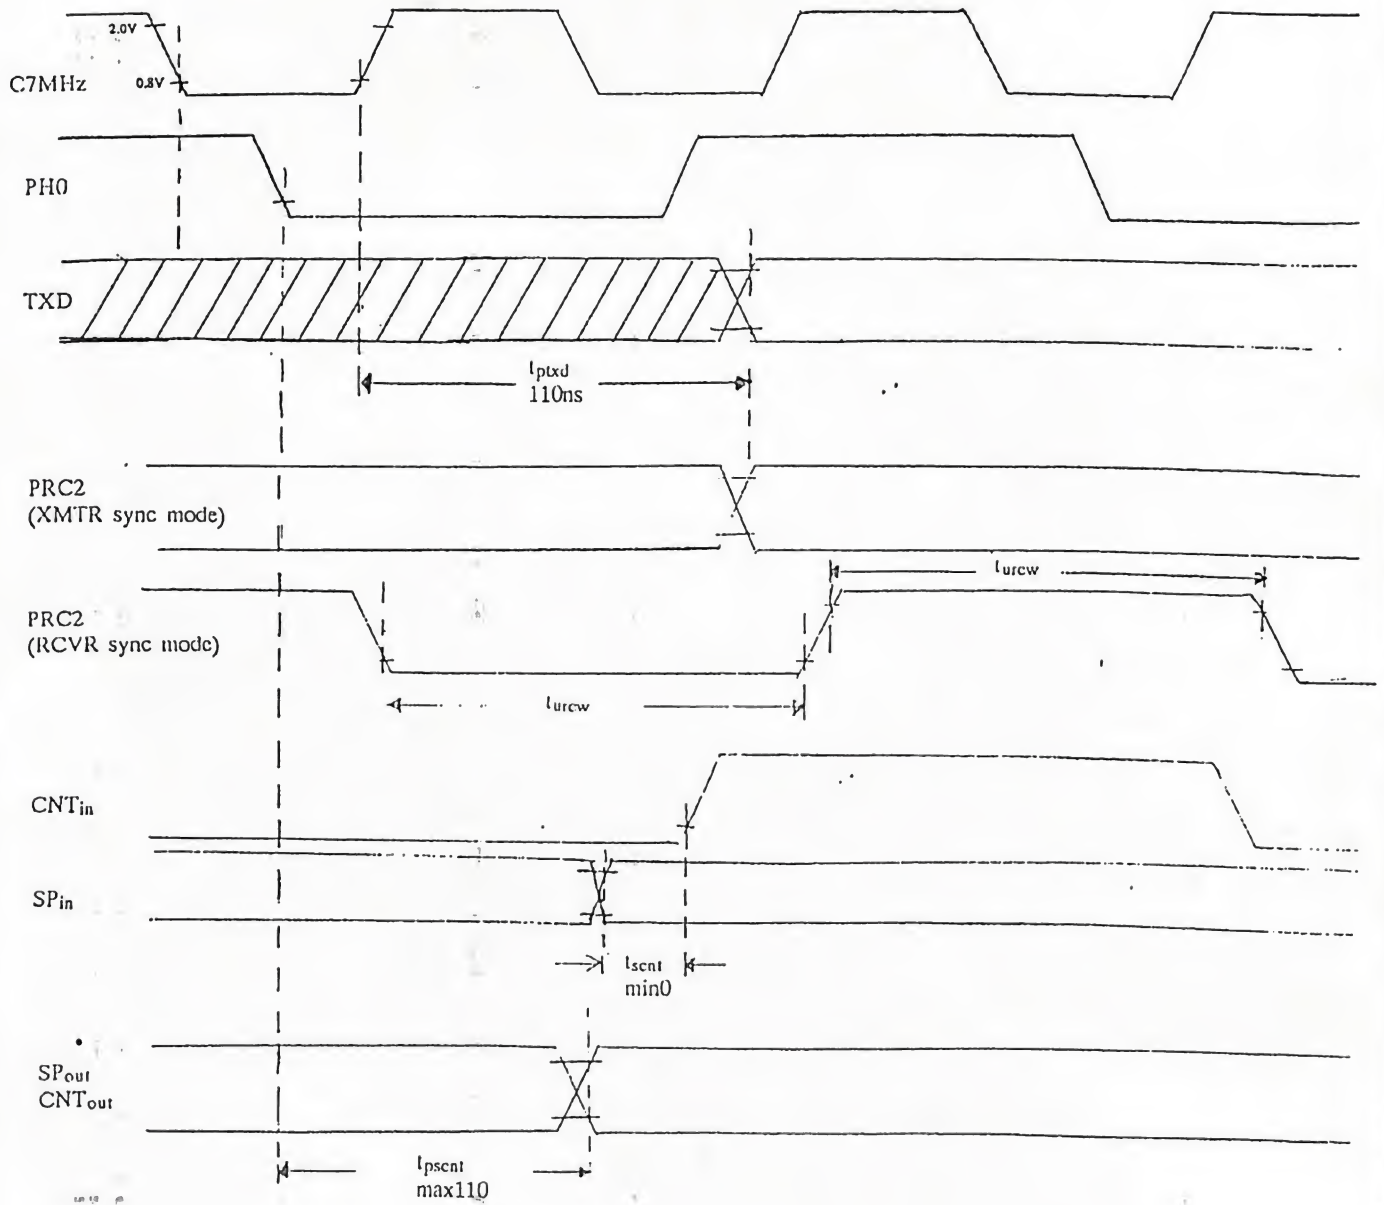 2.0V
C7MHz
0.8V
PH0
TXD
tptxd
110ns
PRC2
(XMTR sync mode)
turcw
PRC2
(RCVR sync mode)
turcw
CNTin
SPin
tscnt
min0
SPout
CNTout
tpscnt
max110